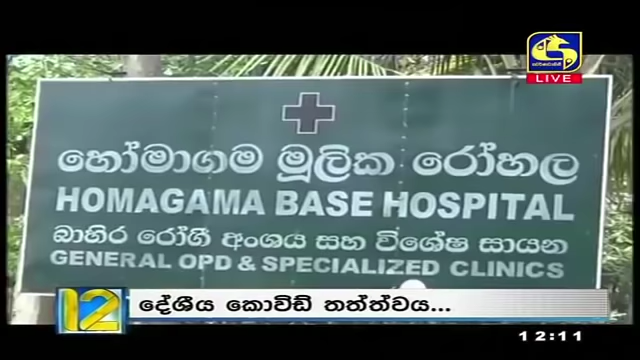 LIVE
හෝමාගම මූලික රෝහල
HOMAGAMA BASE HOSPITAL
බාහිර රෝගී අංශය සහ විශේෂ සායන
GENERAL OPD & SPECIALIZED CLINICS
12 දේශීය කොවිඩ් තත්ත්වය...
12:11